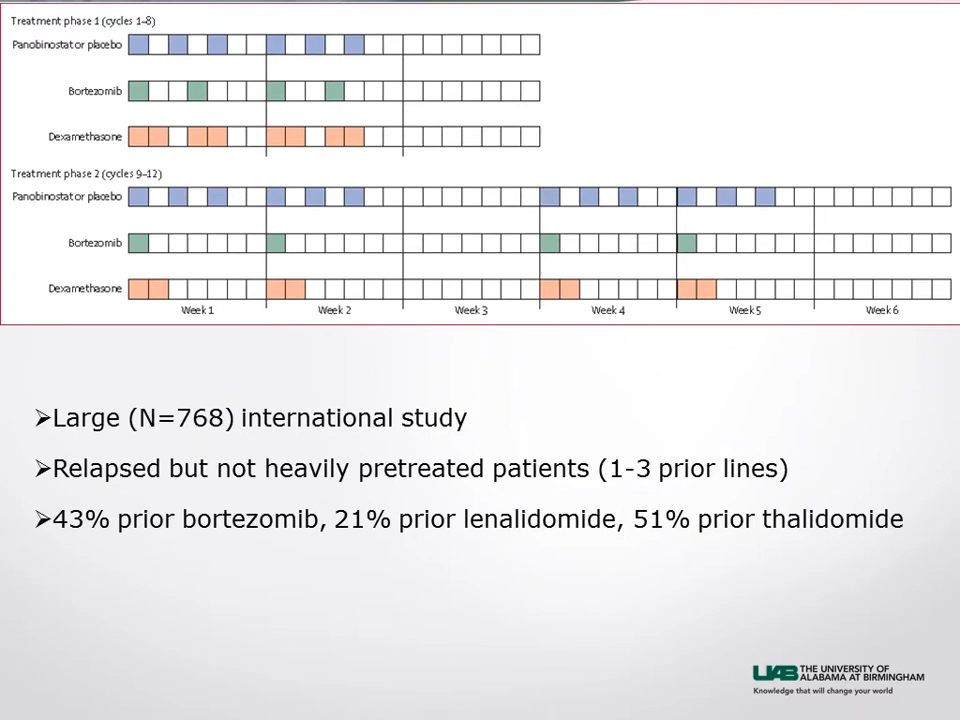 Treatment phase 1 (cycles 1–8)
Panobinostat or placebo
Bortezomib
Dexamethasone
Treatment phase 2 (cycles 9–12)
Panobinostat or placebo
Bortezomib
Dexamethasone
Week 1 Week 2 Week 3 Week 4 Week 5 Week 6
➢Large (N=768) international study
➢Relapsed but not heavily pretreated patients (1-3 prior lines)
➢43% prior bortezomib, 21% prior lenalidomide, 51% prior thalidomide
UAB THE UNIVERSITY OF
ALABAMA AT BIRMINGHAM
Knowledge that will change your world